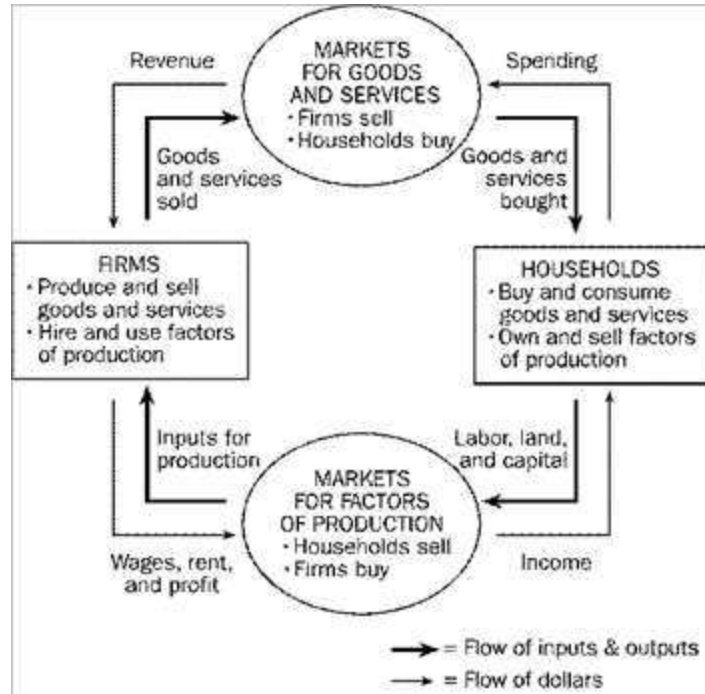 MARKETS
FOR GOODS
AND SERVICES
• Firms sell
• Households buy
Revenue
Spending
Goods
and services
sold
Goods and
services
bought
FIRMS
• Produce and sell
goods and services
• Hire and use factors
of production
HOUSEHOLDS
• Buy and consume
goods and services
• Own and sell factors
of production
Inputs for
production
Labor, land,
and capital
MARKETS
FOR FACTORS
OF PRODUCTION
• Households sell
• Firms buy
Wages, rent,
and profit
Income
= Flow of inputs & outputs
= Flow of dollars